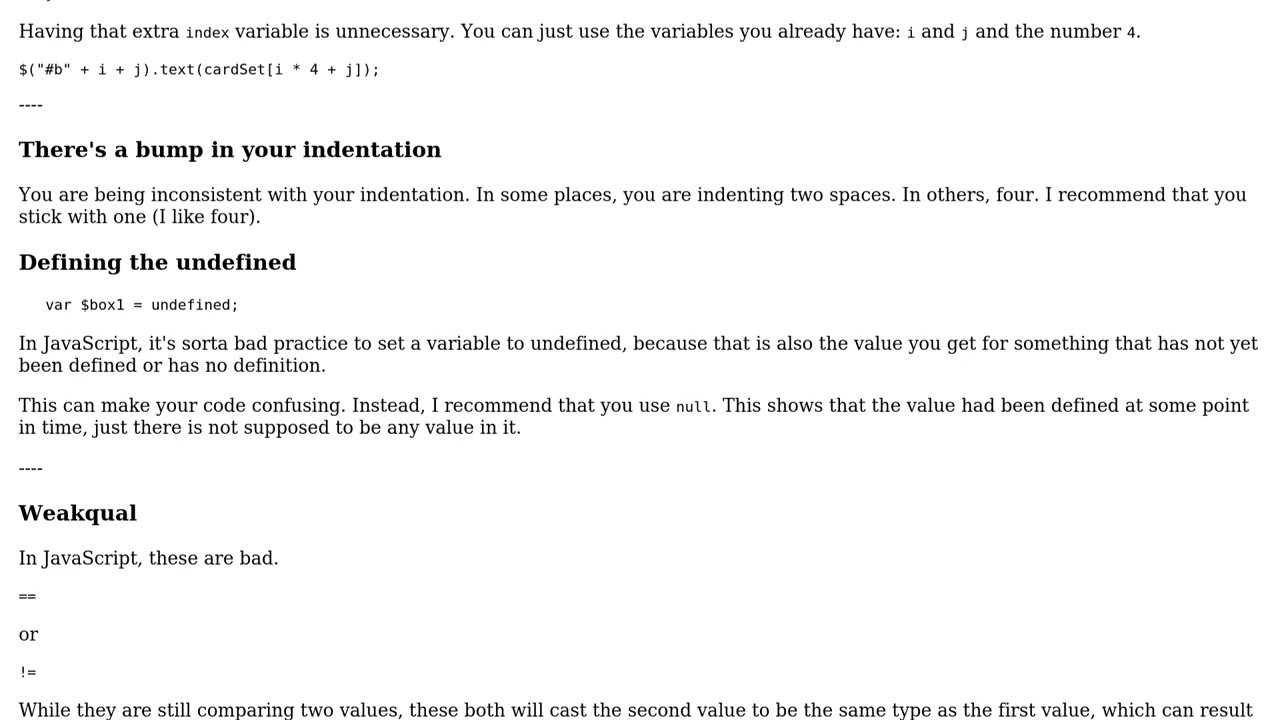 Having that extra index variable is unnecessary. You can just use the variables you already have: i and j and the number 4.
$("#b" + i + j).text(cardSet[i * 4 + j]);
----
There's a bump in your indentation
You are being inconsistent with your indentation. In some places, you are indenting two spaces. In others, four. I recommend that you
stick with one (I like four).
Defining the undefined
var $box1 = undefined;
In JavaScript, it's sorta bad practice to set a variable to undefined, because that is also the value you get for something that has not yet
been defined or has no definition.
This can make your code confusing. Instead, I recommend that you use null. This shows that the value had been defined at some point
in time, just there is not supposed to be any value in it.
----
Weakqual
In JavaScript, these are bad.
==
or
!=
While they are still comparing two values, these both will cast the second value to be the same type as the first value, which can result